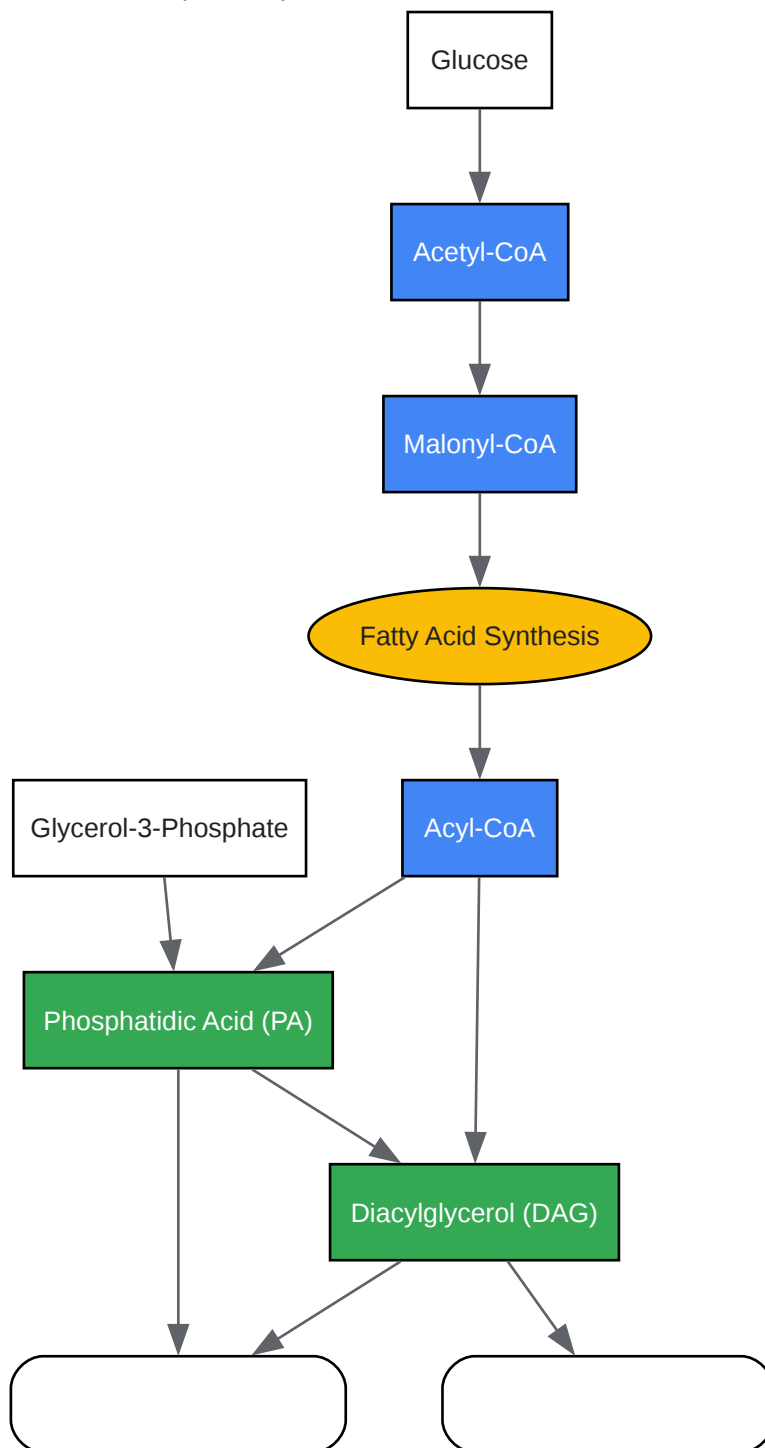 Glucose
Acetyl-CoA
Malonyl-CoA
Fatty Acid Synthesis
Glycerol-3-Phosphate
Acyl-CoA
Phosphatidic Acid (PA)
Diacylglycerol (DAG)